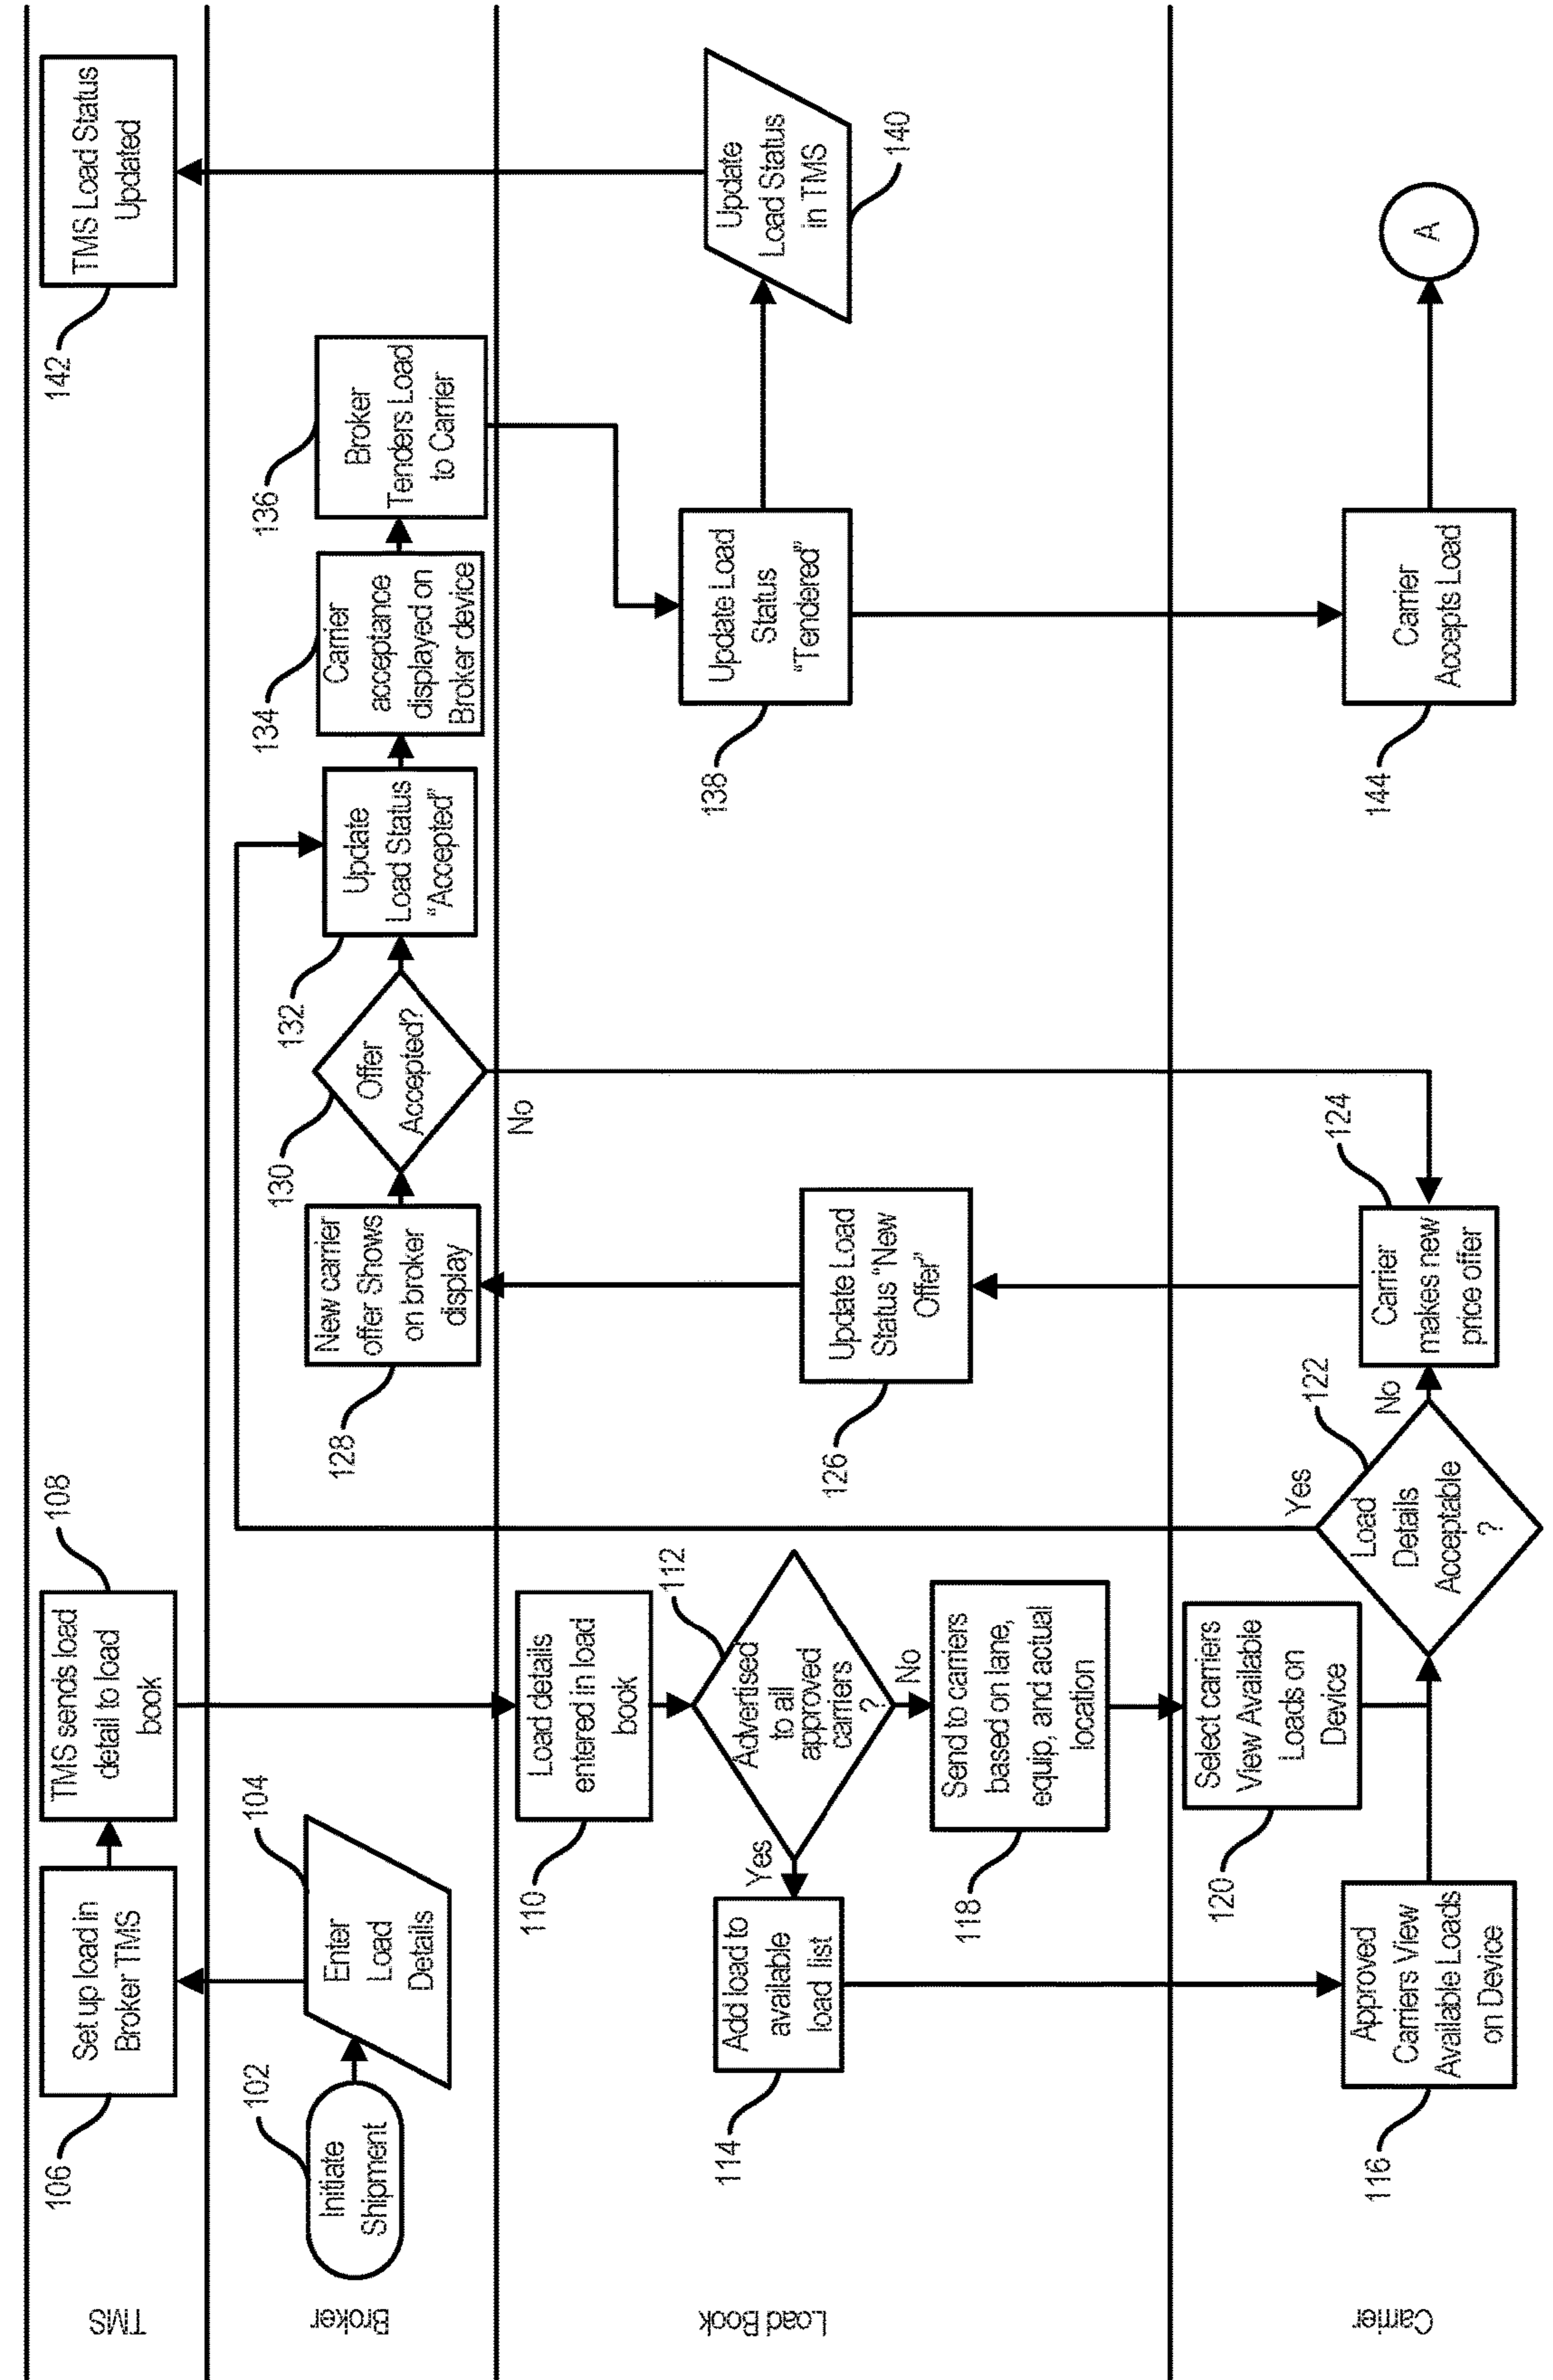 TMS
106
Set up load in
Broker TMS
108
TMS sends load
detail to load
book
142
TMS Load Status
Updated
Broker
102
Initiate
Shipment
104
Enter
Load
Details
128
New carrier
offer Shows
on broker
display
130
Offer
Accepted?
No
132
Update
Load Status
“Accepted”
134
Carrier
acceptance
displayed on
Broker device
136
Broker
Tenders Load
to Carrier
Load Book
110
Load details
entered in load
book
112
Advertised
to all
approved
carriers
?
Yes
No
114
Add load to
available
load list
118
Send to carriers
based on lane,
equip, and actual
location
126
Update Load
Status “New
Offer”
138
Update Load
Status
“Tendered”
140
Update
Load Status
in TMS
Carrier
116
Approved
Carriers View
Available Loads
on Device
120
Select carriers
View Available
Loads on
Device
122
Load
Details
Acceptable
?
Yes
No
124
Carrier
makes new
price offer
144
Carrier
Accepts Load
A